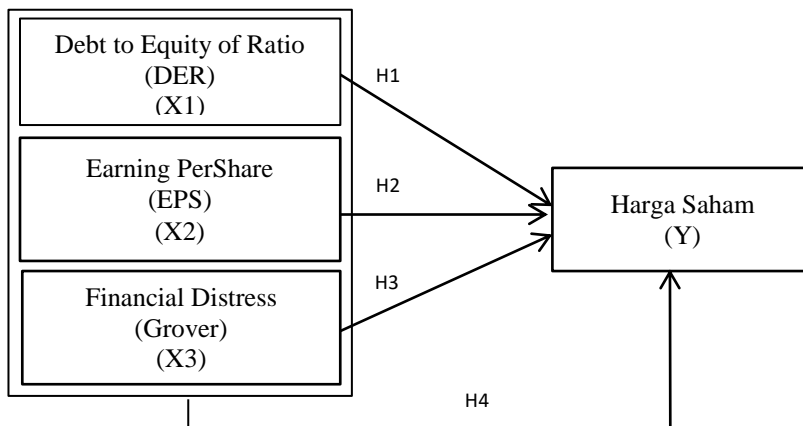 Debt to Equity of Ratio
(DER)
(X1)
H1
Earning PerShare
(EPS)
(X2)
H2
Harga Saham
(Y)
Financial Distress
(Grover)
(X3)
H3
H4